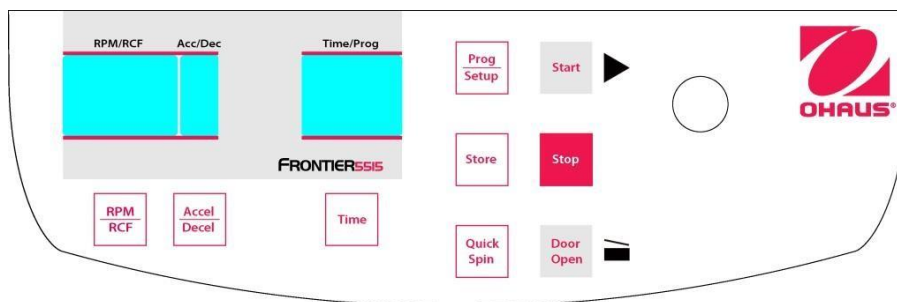 RPM/RCF Acc/Dec Time/Prog
FRONTIER5515
RPM
RCF
Accel
Decel
Time
Prog
Setup
Start
Store
Stop
Quick
Spin
Door
Open
OHAUS®